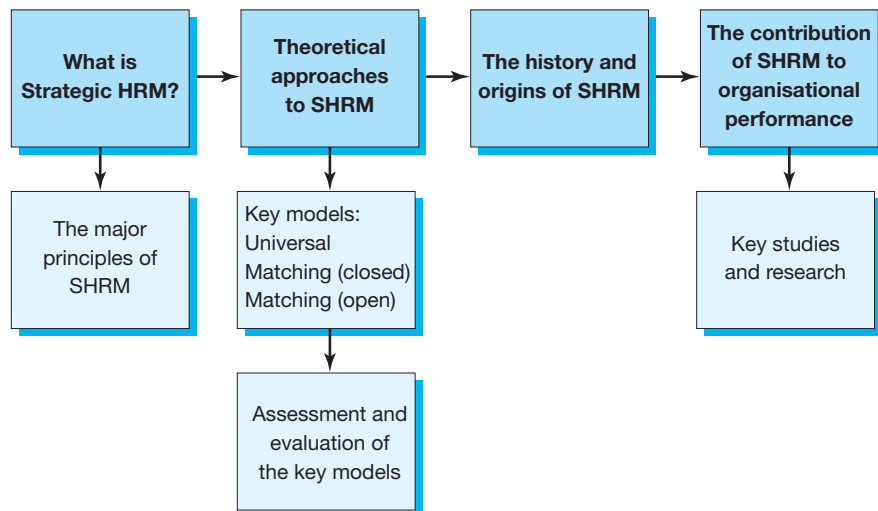 What is
Strategic HRM?
Theoretical
approaches
to SHRM
The history and
origins of SHRM
The contribution
of SHRM to
organisational
performance
The major
principles of
SHRM
Key models:
Universal
Matching (closed)
Matching (open)
Key studies
and research
Assessment and
evaluation of
the key models